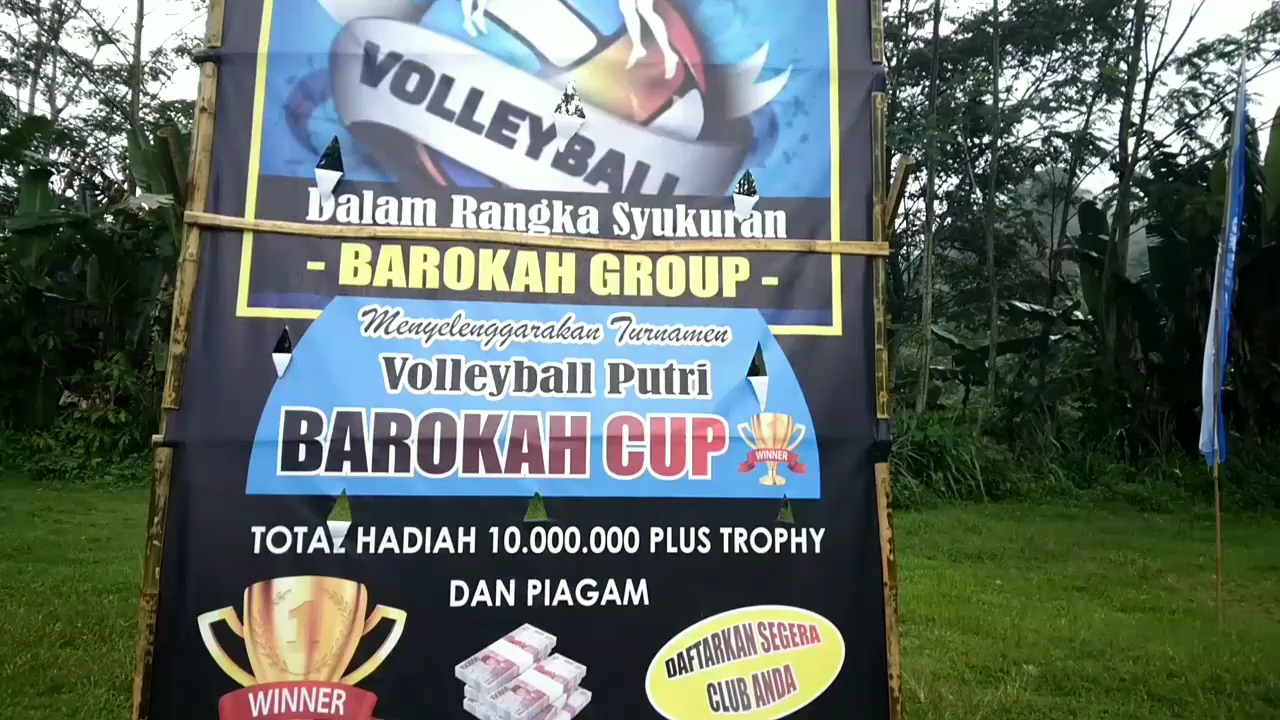 VOLLEYBALL
Dalam Rangka Syukuran
- BAROKAH GROUP -
Menyelenggarakan Turnamen
Volleyball Putri
BAROKAH CUP
WINNER
TOTAL HADIAH 10.000.000 PLUS TROPHY
DAN PIAGAM
1
WINNER
DAFTARKAN SEGERA
CLUB ANDA